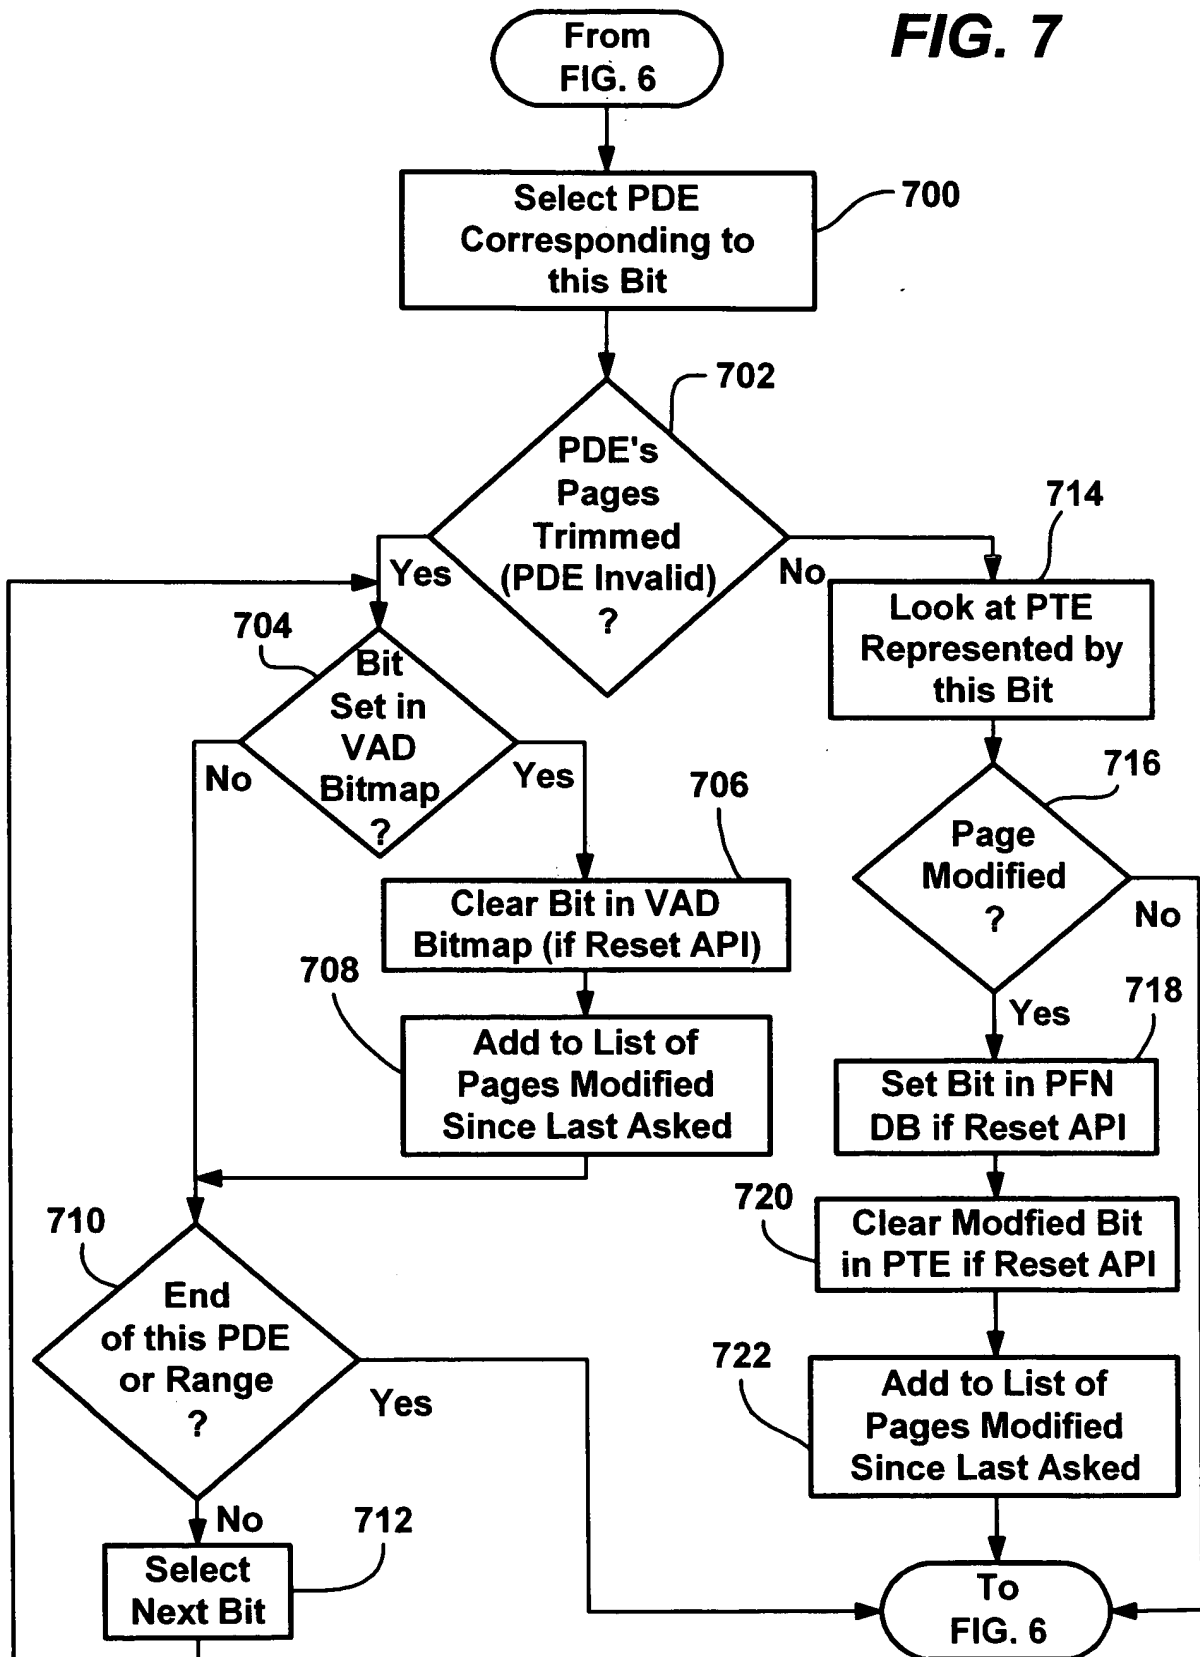 FIG. 7
From
FIG. 6
Select PDE
Corresponding to
this Bit
700
702
PDE's
Pages
Trimmed
(PDE Invalid)
?
Yes
No
714
Look at PTE
Represented by
this Bit
704
Bit
Set in
VAD
Bitmap
?
No
Yes
706
Clear Bit in VAD
Bitmap (if Reset API)
708
Add to List of
Pages Modified
Since Last Asked
716
Page
Modified
?
No
Yes
718
Set Bit in PFN
DB if Reset API
720
Clear Modfied Bit
in PTE if Reset API
710
End
of this PDE
or Range
?
Yes
No
722
Add to List of
Pages Modified
Since Last Asked
712
Select
Next Bit
To
FIG. 6